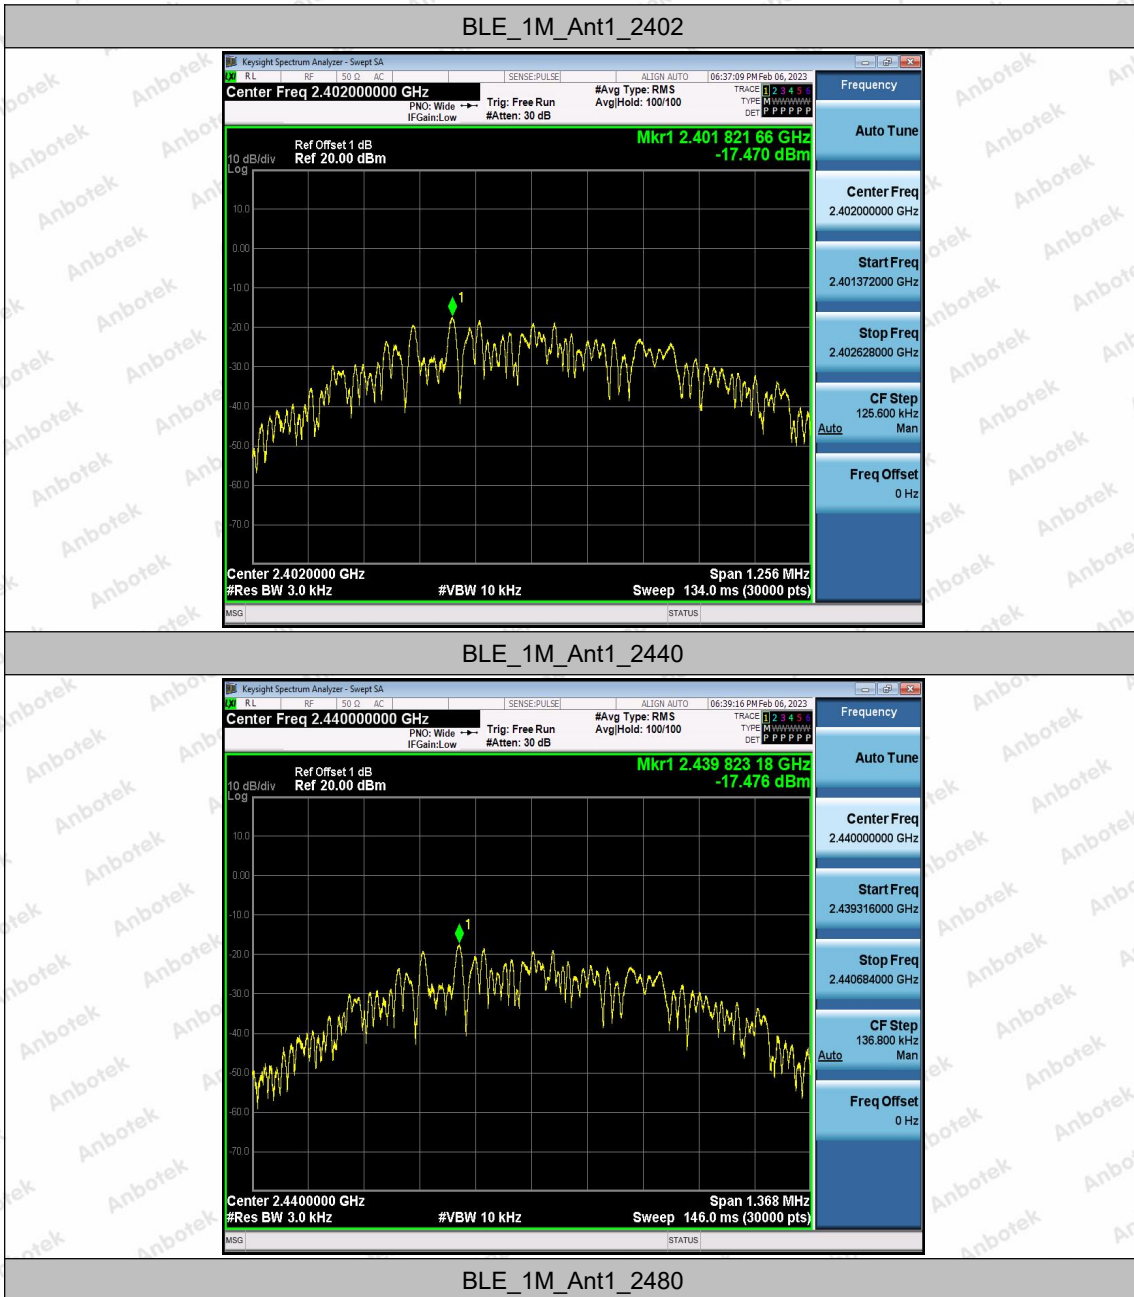 BLE_1M_Ant1_2402
Keysight Spectrum Analyzer - Swept SA
LXI RL RF 50 Ω AC SENSE:PULSE ALIGN AUTO 06:37:09 PM Feb 06, 2023
Center Freq 2.402000000 GHz #Avg Type: RMS TRACE 1 2 3 4 5 6
PNO: Wide Trig: Free Run Avg|Hold: 100/100 TYPE M W W W W W
IFGain:Low #Atten: 30 dB DET P P P P P P
Frequency
Auto Tune
Mkr1 2.401 821 66 GHz
Ref Offset 1 dB
10 dB/div Ref 20.00 dBm -17.470 dBm
Log
10.0
0.00
-10.0
-20.0
-30.0
-40.0
-50.0
-60.0
-70.0
1
Center Freq
2.402000000 GHz
Start Freq
2.401372000 GHz
Stop Freq
2.402628000 GHz
CF Step
125.600 kHz
Auto Man
Freq Offset
0 Hz
Center 2.4020000 GHz Span 1.256 MHz
#Res BW 3.0 kHz #VBW 10 kHz Sweep 134.0 ms (30000 pts)
MSG STATUS
BLE_1M_Ant1_2440
Keysight Spectrum Analyzer - Swept SA
LXI RL RF 50 Ω AC SENSE:PULSE ALIGN AUTO 06:39:16 PM Feb 06, 2023
Center Freq 2.440000000 GHz #Avg Type: RMS TRACE 1 2 3 4 5 6
PNO: Wide Trig: Free Run Avg|Hold: 100/100 TYPE M W W W W W
IFGain:Low #Atten: 30 dB DET P P P P P P
Frequency
Auto Tune
Mkr1 2.439 823 18 GHz
Ref Offset 1 dB
10 dB/div Ref 20.00 dBm -17.476 dBm
Log
10.0
0.00
-10.0
-20.0
-30.0
-40.0
-50.0
-60.0
-70.0
1
Center Freq
2.440000000 GHz
Start Freq
2.439316000 GHz
Stop Freq
2.440684000 GHz
CF Step
136.800 kHz
Auto Man
Freq Offset
0 Hz
Center 2.4400000 GHz Span 1.368 MHz
#Res BW 3.0 kHz #VBW 10 kHz Sweep 146.0 ms (30000 pts)
MSG STATUS
BLE_1M_Ant1_2480
Anbotek